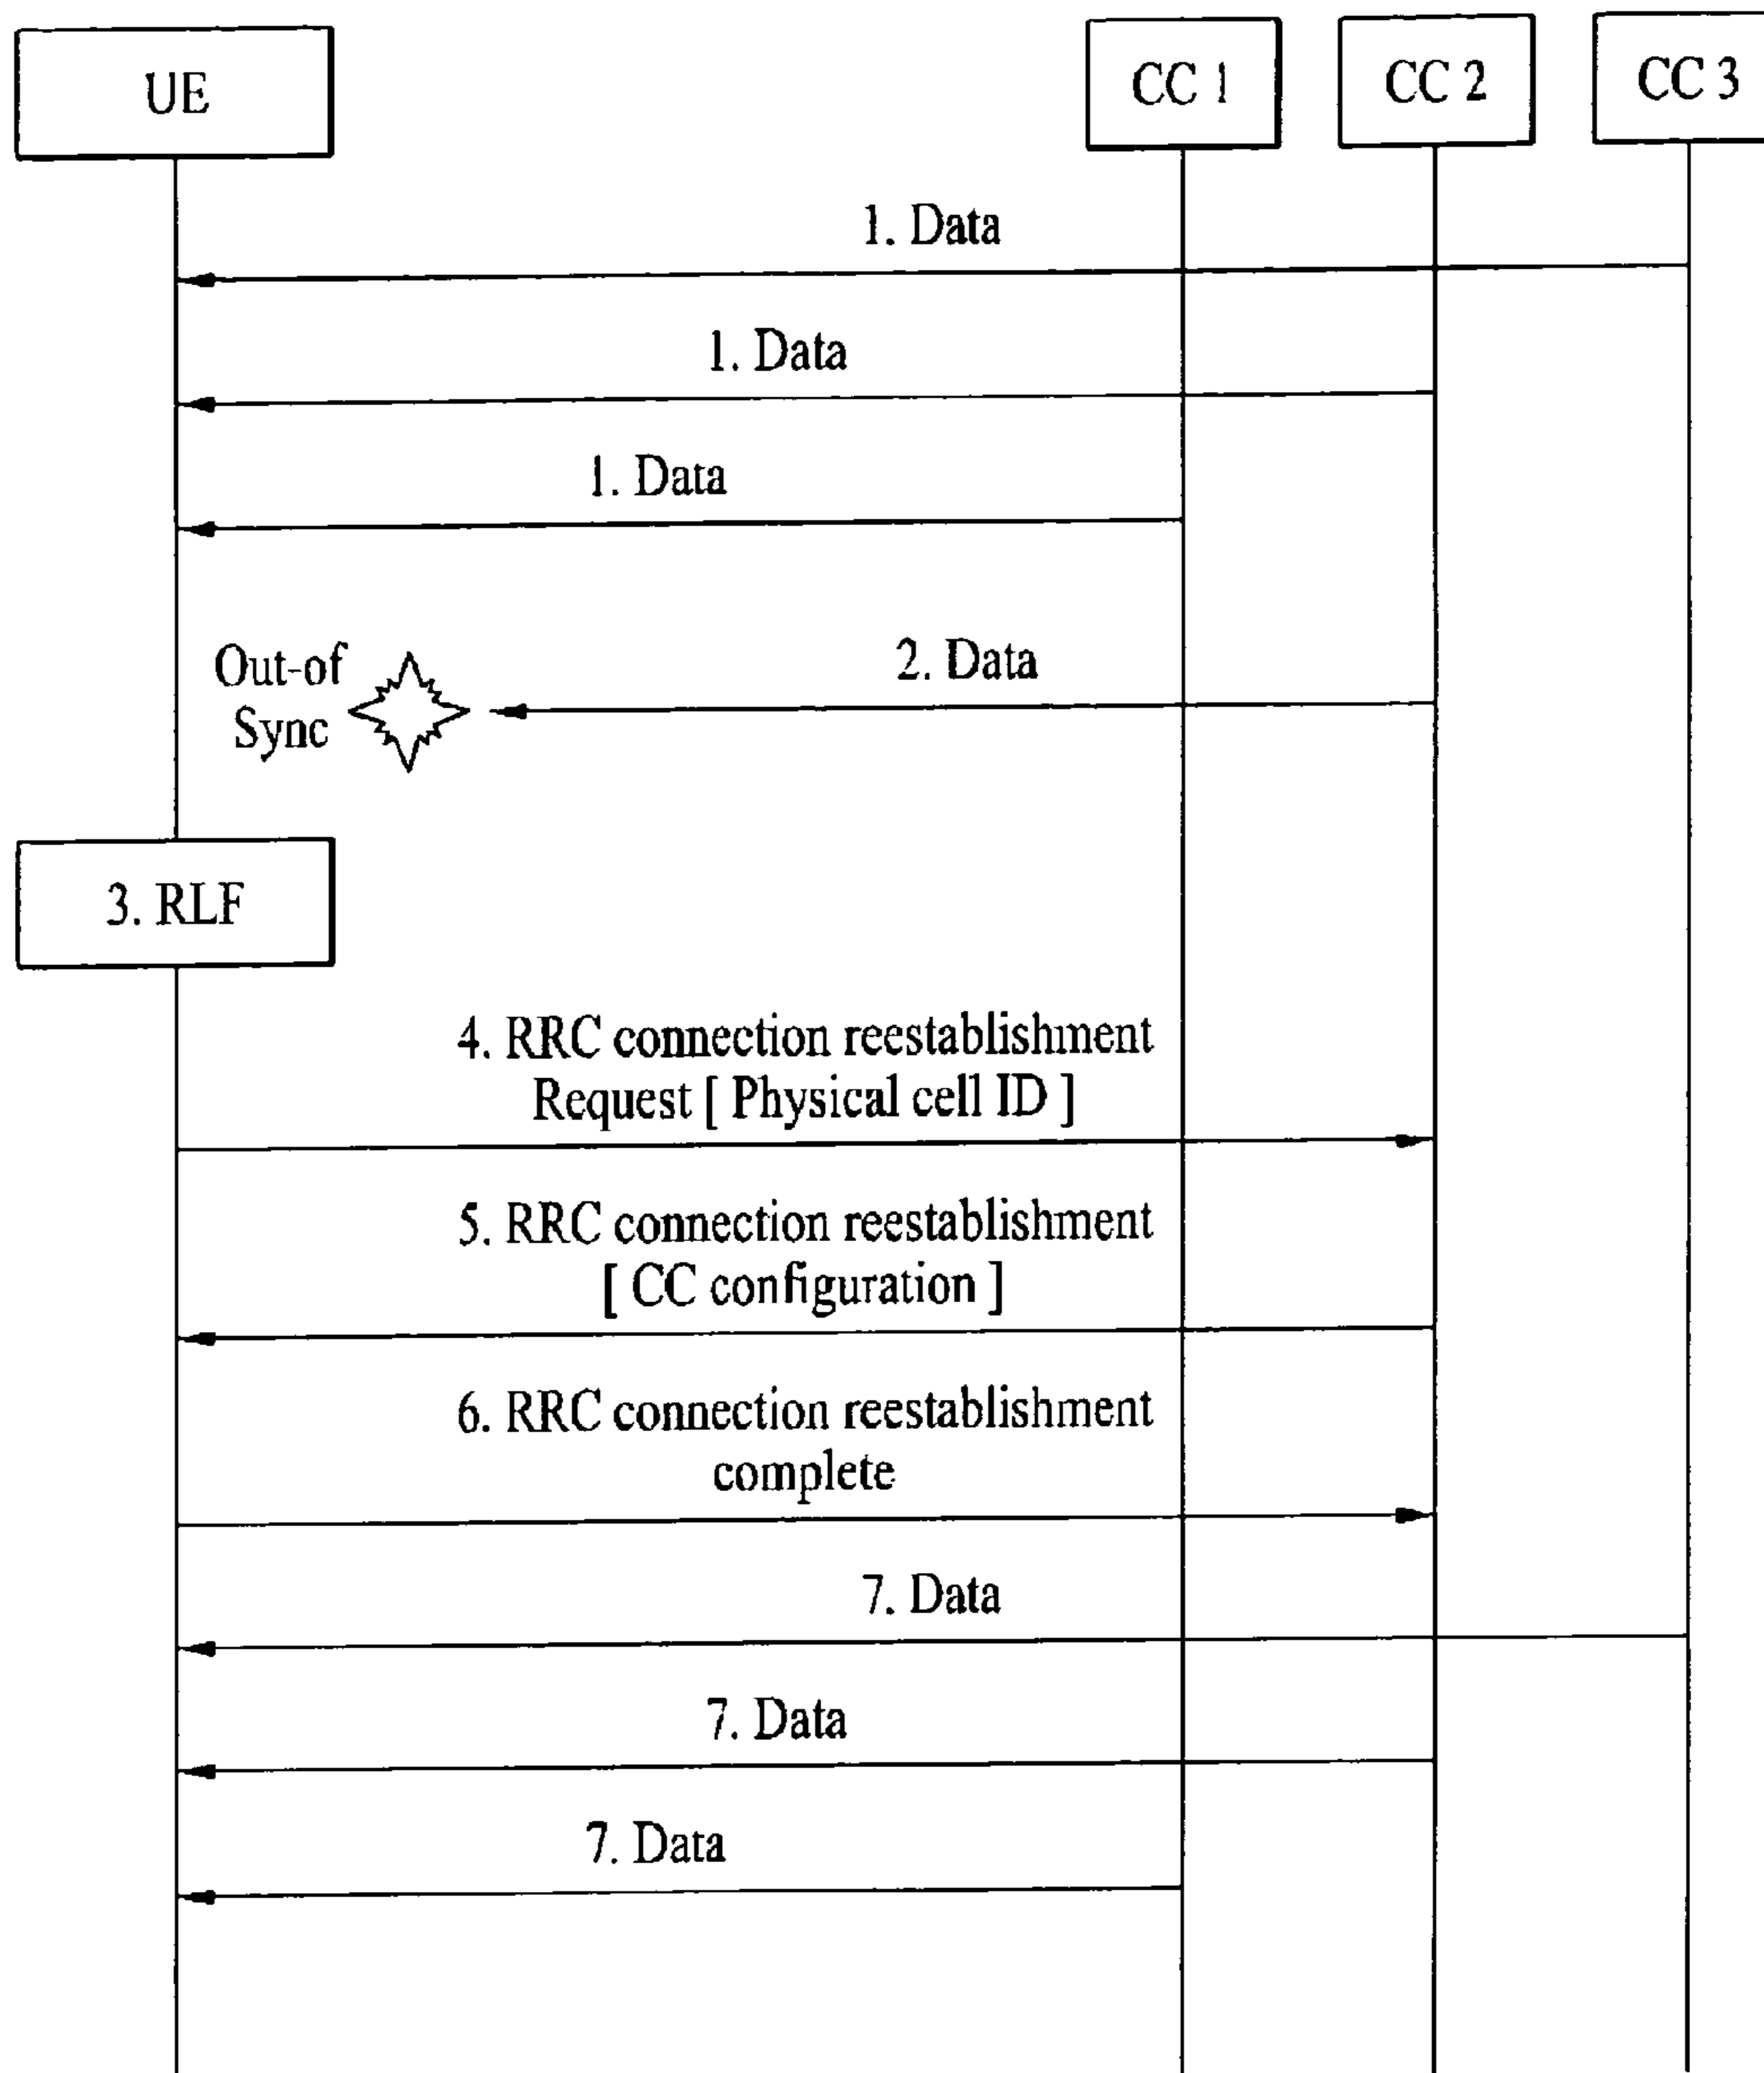 UE
CC 1
CC 2
CC 3
1. Data
1. Data
1. Data
Out-of
Sync
2. Data
3. RLF
4. RRC connection reestablishment
Request [ Physical cell ID ]
5. RRC connection reestablishment
[ CC configuration ]
6. RRC connection reestablishment
complete
7. Data
7. Data
7. Data